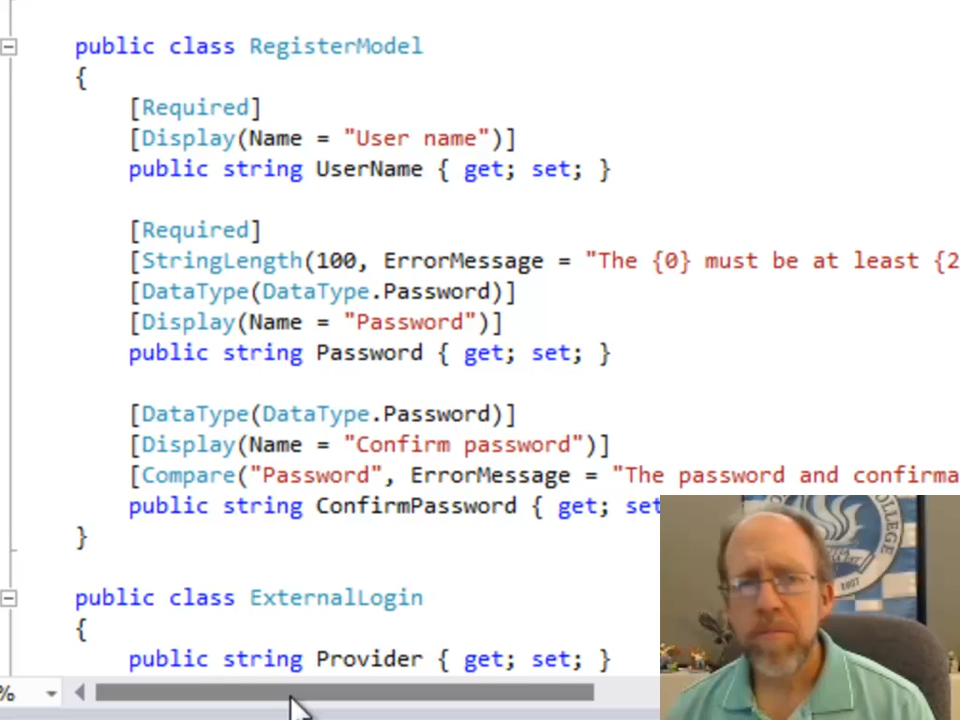 public class RegisterModel
{
[Required]
[Display(Name = "User name")]
public string UserName { get; set; }
[Required]
[StringLength(100, ErrorMessage = "The {0} must be at least {2
[DataType(DataType.Password)]
[Display(Name = "Password")]
public string Password { get; set; }
[DataType(DataType.Password)]
[Display(Name = "Confirm password")]
[Compare("Password", ErrorMessage = "The password and confirma
public string ConfirmPassword { get; set
}
public class ExternalLogin
{
public string Provider { get; set; }
%
COLLEGE
1907